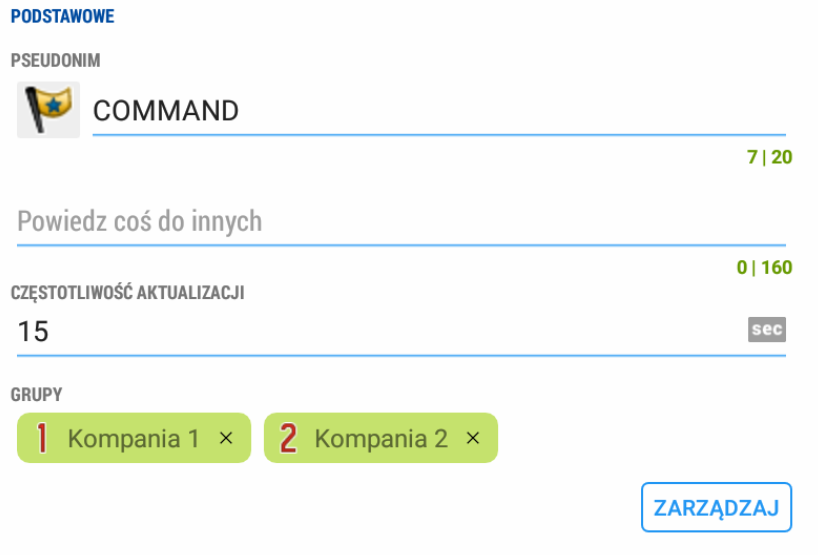 PODSTAWOWE
PSEUDONIM
COMMAND
7 | 20
Powiedz coś do innych
0 | 160
CZĘSTOTLIWOŚĆ AKTUALIZACJI
15 sec
GRUPY
1 Kompania 1 × 2 Kompania 2 ×
ZARZĄDZAJ